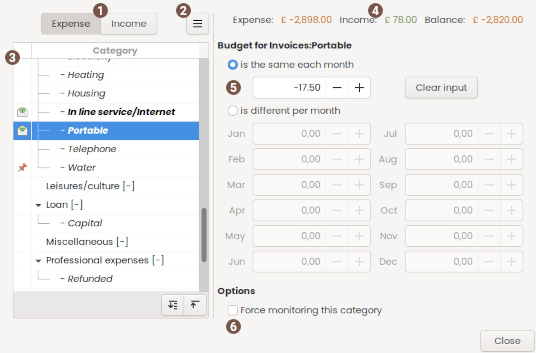 1 2 4
Expense Income
Expense: £ -2,898.00 Income: £ 78.00 Balance: £ -2,820.00
Category
3
- Electricity
- Heating
- Housing
- In line service/Internet
- Portable
- Telephone
- Water
Leisures/culture [-]
Loan [-]
- Capital
Miscellaneous [-]
Professional expenses [-]
- Refunded
Budget for Invoices:Portable
is the same each month
5 -17.50 − + Clear input
is different per month
Jan 0,00 − + Jul 0,00 − +
Feb 0,00 − + Aug 0,00 − +
Mar 0,00 − + Sep 0,00 − +
Apr 0,00 − + Oct 0,00 − +
May 0,00 − + Nov 0,00 − +
Jun 0,00 − + Dec 0,00 − +
Options
Force monitoring this category
6
Close